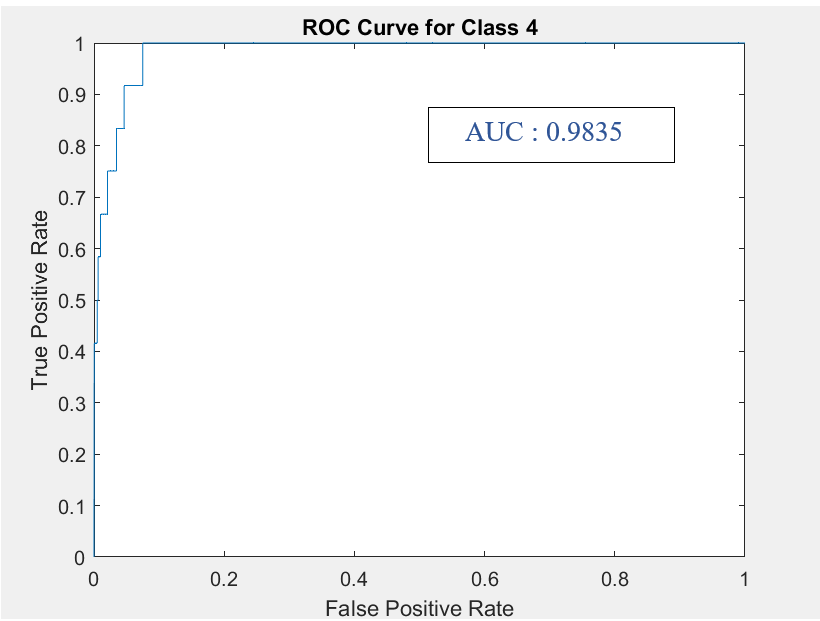 ROC Curve for Class 4
1
0.9
AUC : 0.9835
0.8
0.7
0.6
0.5
0.4
0.3
0.2
0.1
0
True Positive Rate
0 0.2 0.4 0.6 0.8 1
False Positive Rate